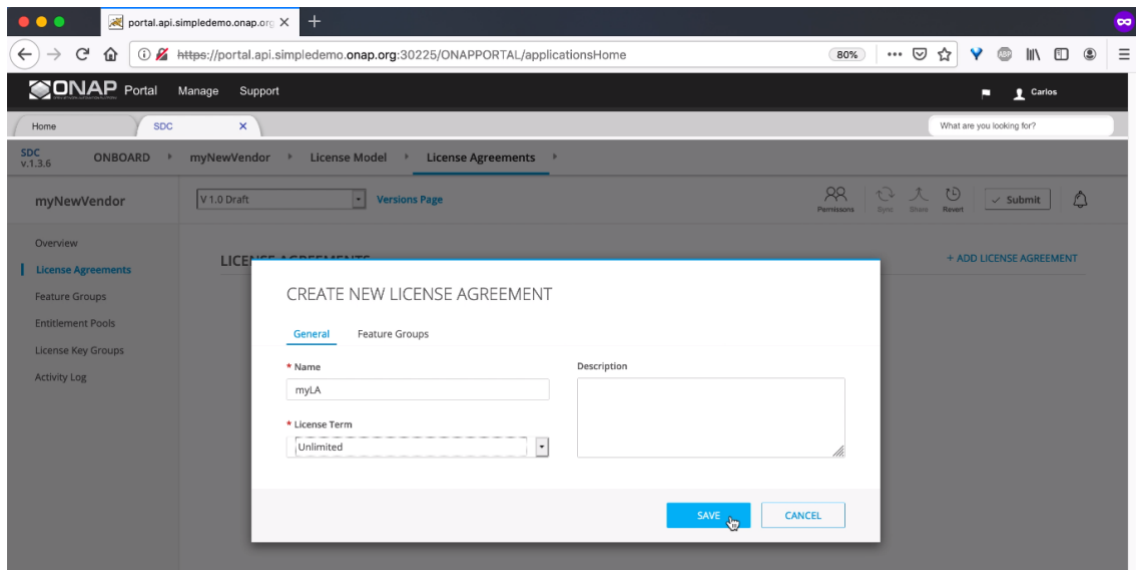 portal.api.simpledemo.onap.org
https://portal.api.simpledemo.onap.org:30225/ONAPPORTAL/applicationsHome 80%
ONAP Portal Manage Support Carlos
Home SDC What are you looking for?
SDC
v.1.3.6
ONBOARD myNewVendor License Model License Agreements
myNewVendor V 1.0 Draft Versions Page Permissions Sync Share Revert Submit
Overview
LICENSE AGREEMENTS + ADD LICENSE AGREEMENT
License Agreements
Feature Groups
Entitlement Pools
License Key Groups
Activity Log
CREATE NEW LICENSE AGREEMENT
General Feature Groups
* Name Description
myLA
* License Term
Unlimited
SAVE CANCEL